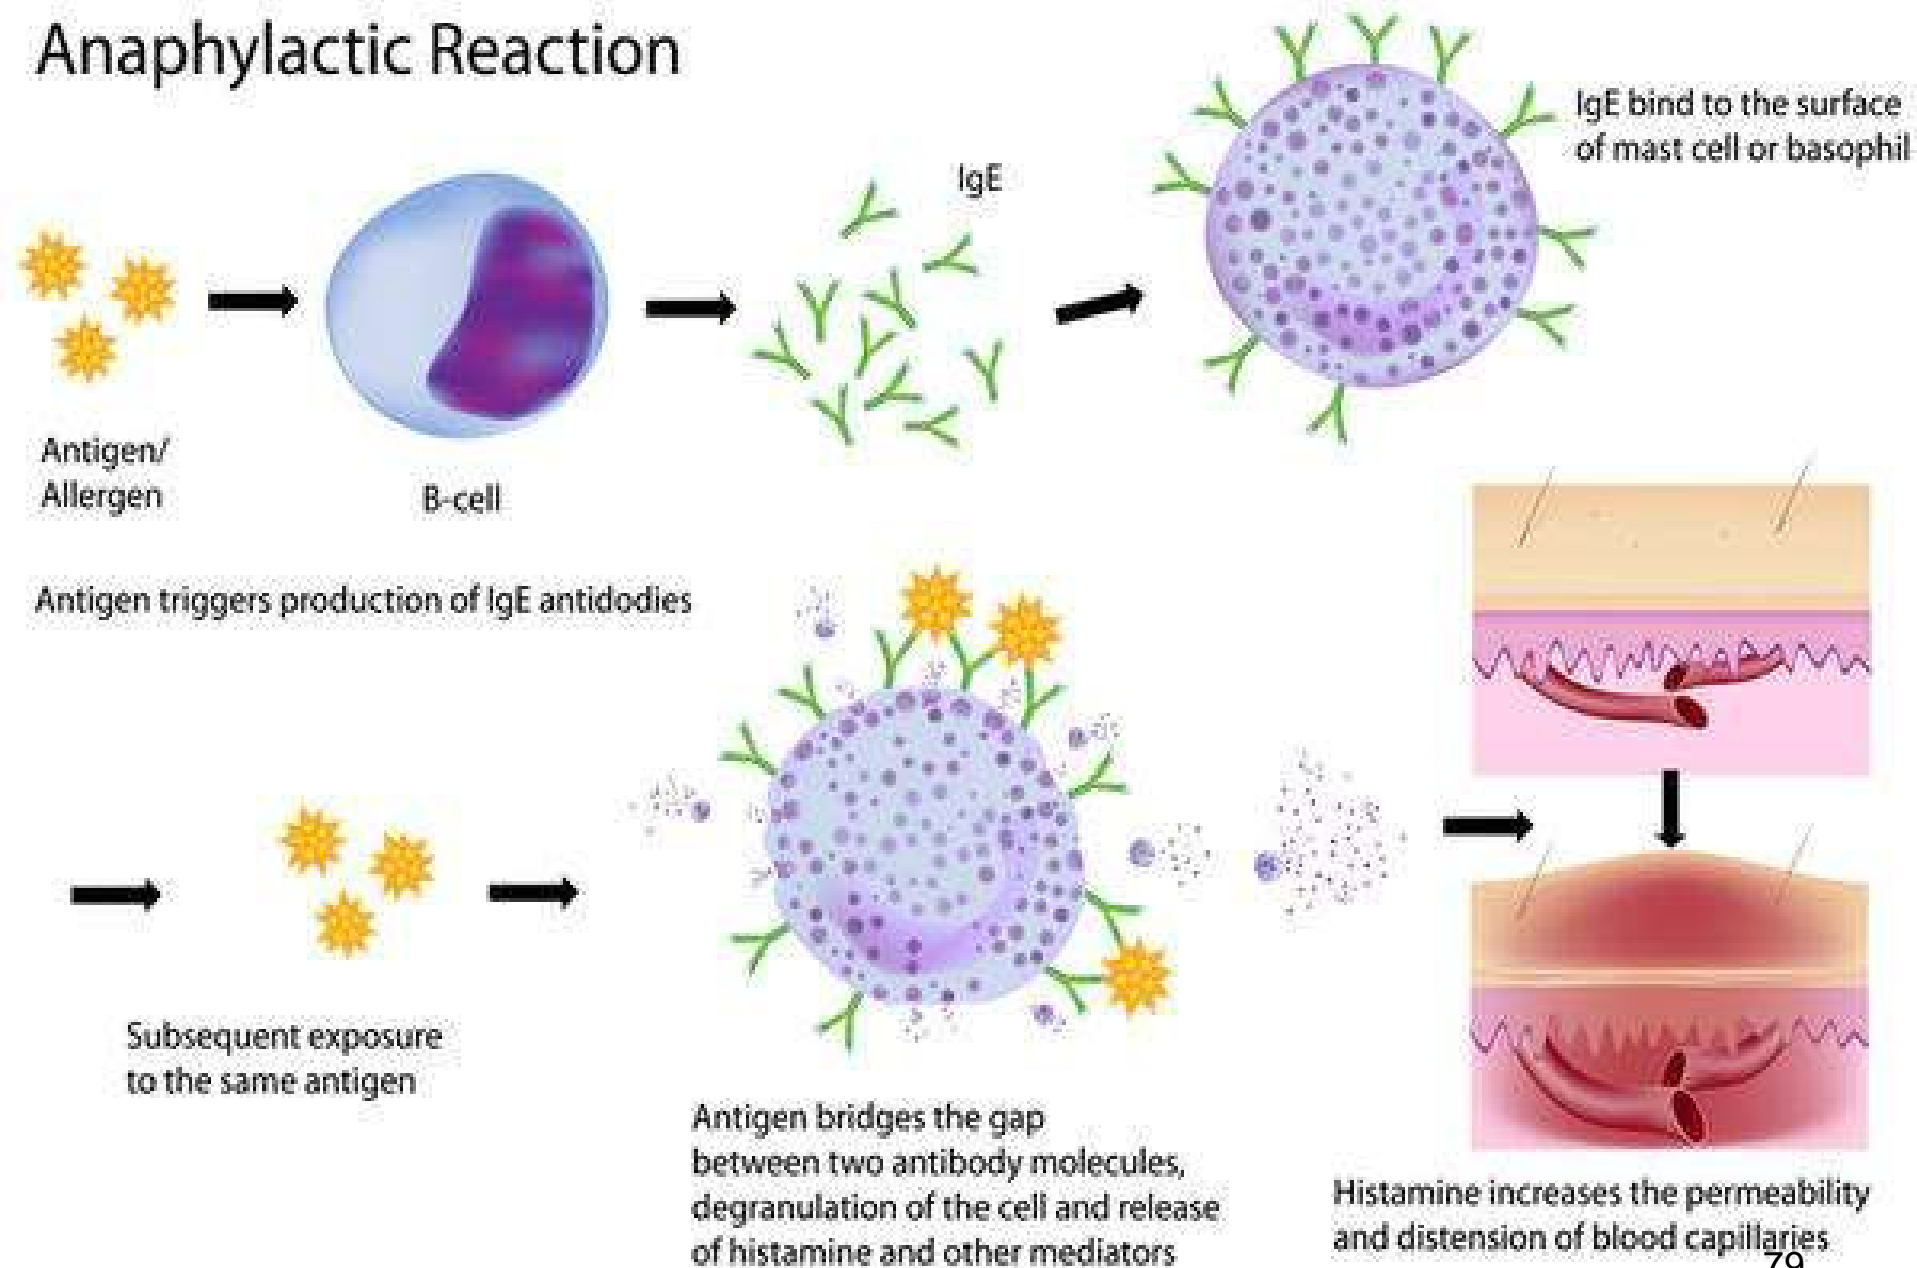 Anaphylactic Reaction
IgE bind to the surface
of mast cell or basophil
IgE
Antigen/
Allergen
B-cell
Antigen triggers production of IgE antidodies
Subsequent exposure
to the same antigen
Antigen bridges the gap
between two antibody molecules,
degranulation of the cell and release
of histamine and other mediators
Histamine increases the permeability
and distension of blood capillaries
79